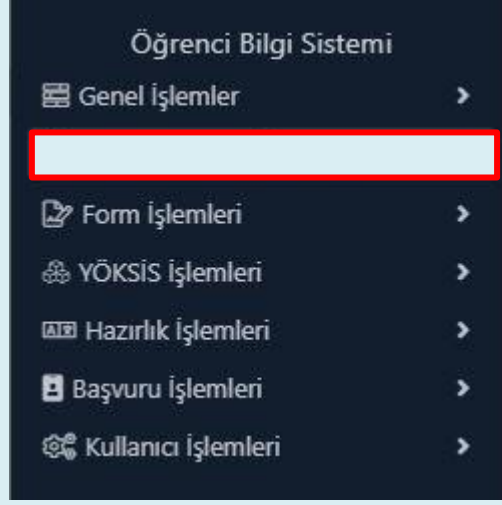 Öğrenci Bilgi Sistemi
Genel İşlemler
Form İşlemleri
YÖKSİS İşlemleri
Hazırlık İşlemleri
Başvuru İşlemleri
Kullanıcı İşlemleri